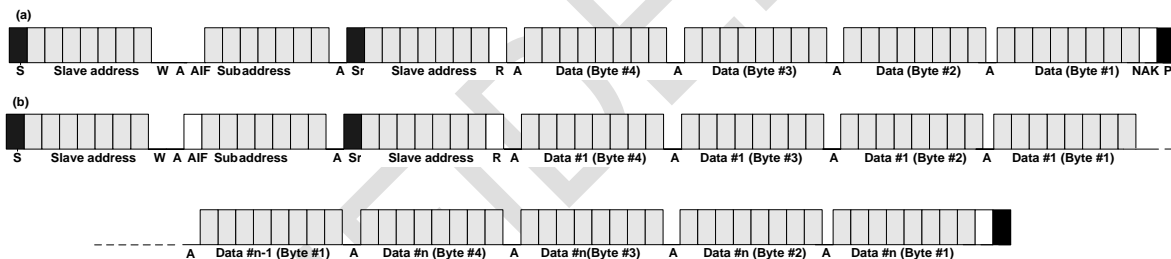 (a)
S Slave address W A AIF Subaddress A Sr Slave address R A Data (Byte #4) A Data (Byte #3) A Data (Byte #2) A Data (Byte #1) NAK P
(b)
S Slave address W A AIF Subaddress A Sr Slave address R A Data #1 (Byte #4) A Data #1 (Byte #3) A Data #1 (Byte #2) A Data #1 (Byte #1)
A Data #n-1 (Byte #1) A Data #n (Byte #4) A Data #n(Byte #3) A Data #n (Byte #2) A Data #n (Byte #1)